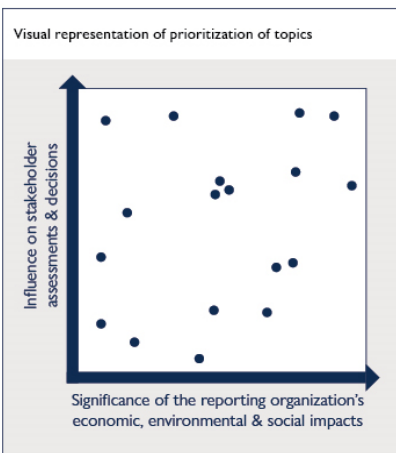 Visual representation of prioritization of topics
Influence on stakeholder
assessments & decisions
Significance of the reporting organization's
economic, environmental & social impacts